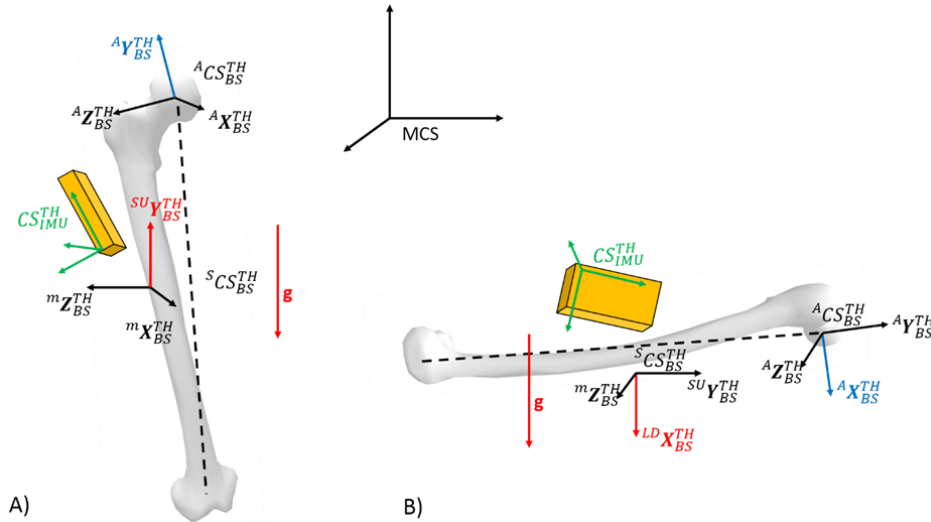 ᴬY_BS^TH
ᴬCS_BS^TH
ᴬZ_BS^TH
ᴬX_BS^TH
MCS
CS_IMU^TH
ˢᵁY_BS^TH
ˢCS_BS^TH
g
ᵐZ_BS^TH
ᵐX_BS^TH
A)
CS_IMU^TH
ᴬCS_BS^TH
ᴬY_BS^TH
ˢCS_BS^TH
ᴬZ_BS^TH
g
ᵐZ_BS^TH
ˢᵁY_BS^TH
ᴬX_BS^TH
ᴸᴰX_BS^TH
B)